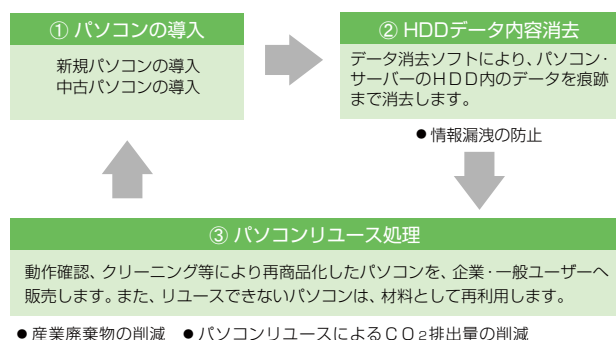 ① パソコンの導入
新規パソコンの導入
中古パソコンの導入
② HDDデータ内容消去
データ消去ソフトにより、パソコン・
サーバーのHDD内のデータを痕跡
まで消去します。
●情報漏洩の防止
③ パソコンリユース処理
動作確認、クリーニング等により再商品化したパソコンを、企業・一般ユーザーへ
販売します。また、リユースできないパソコンは、材料として再利用します。
●産業廃棄物の削減 ●パソコンリユースによるCO2排出量の削減